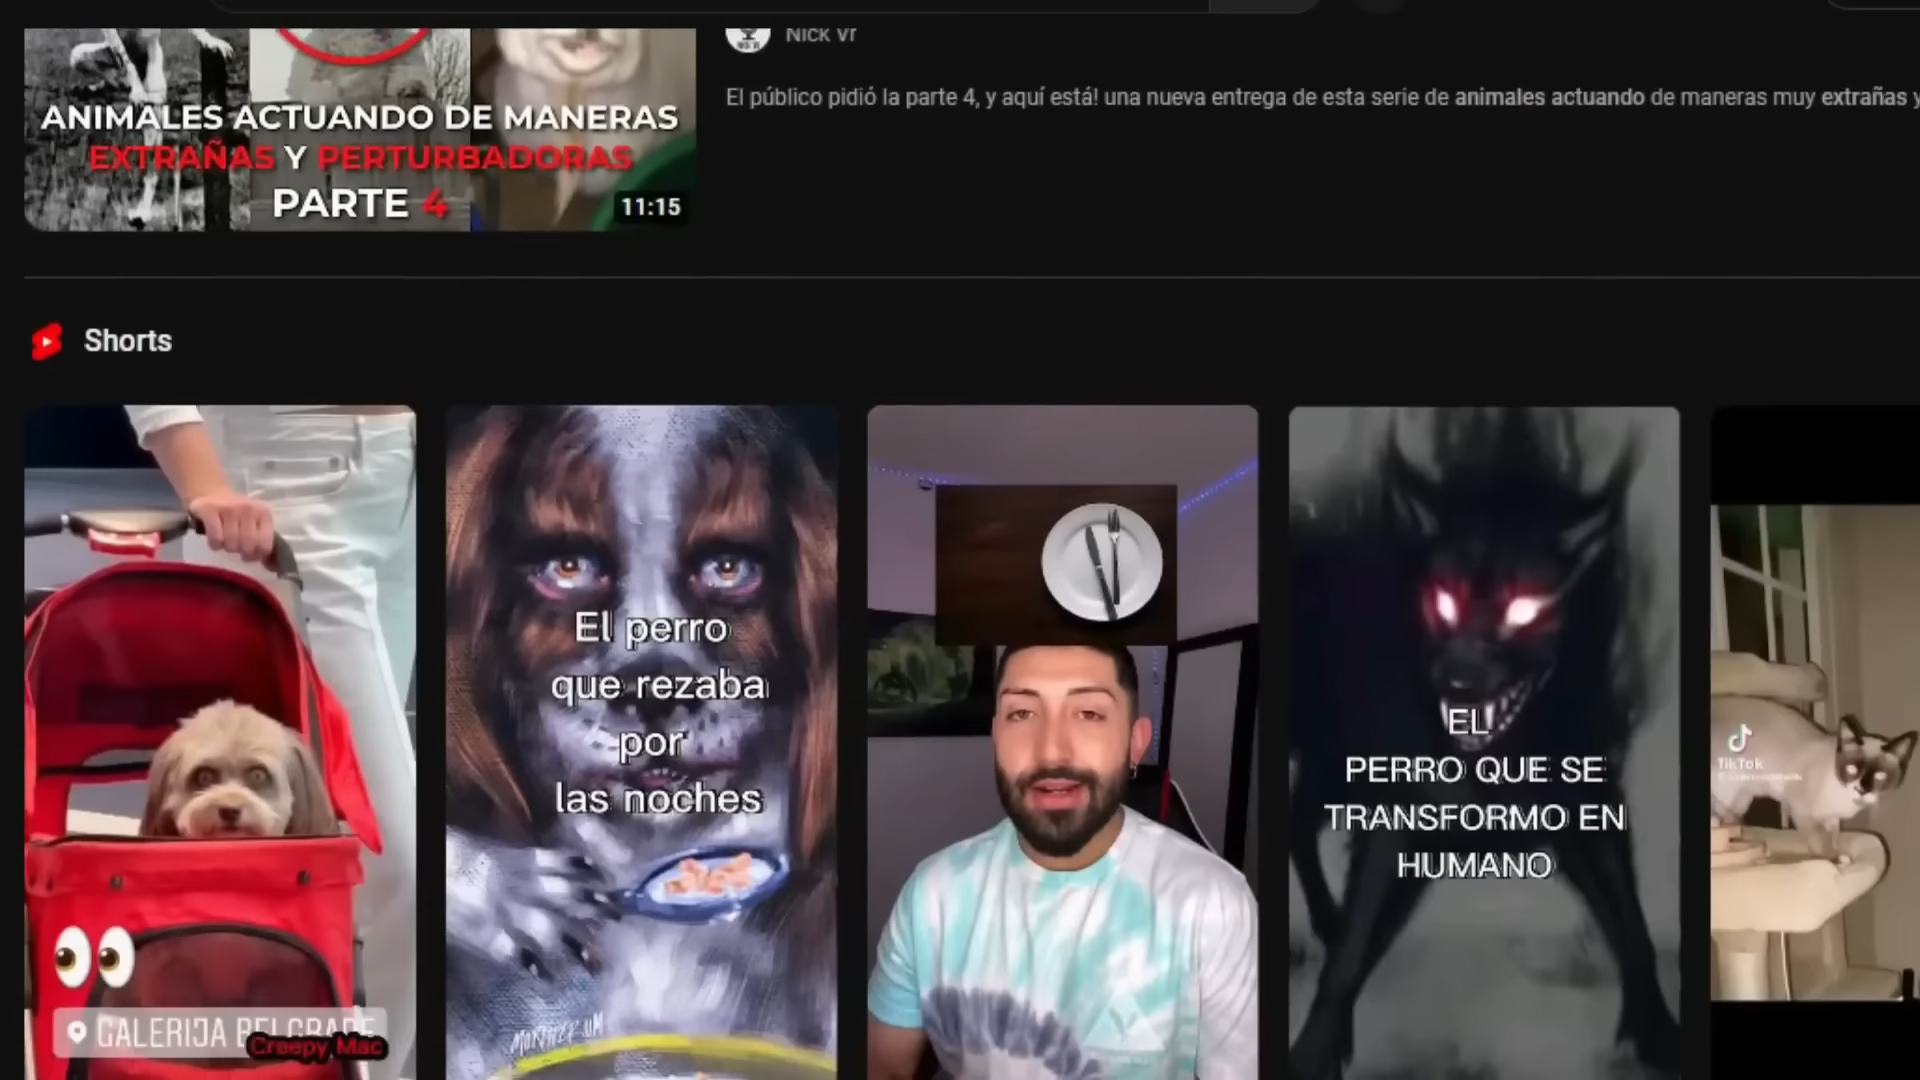 Nick Vr
El público pidió la parte 4, y aquí está! una nueva entrega de esta serie de animales actuando de maneras muy extrañas y
ANIMALES ACTUANDO DE MANERAS
EXTRAÑAS Y PERTURBADORAS
PARTE 4
11:15
Shorts
El perro
que rezaba
por
las noches
EL
PERRO QUE SE
TRANSFORMO EN
HUMANO
TikTok
GALERIJA BELGRADE
Creepy Mac